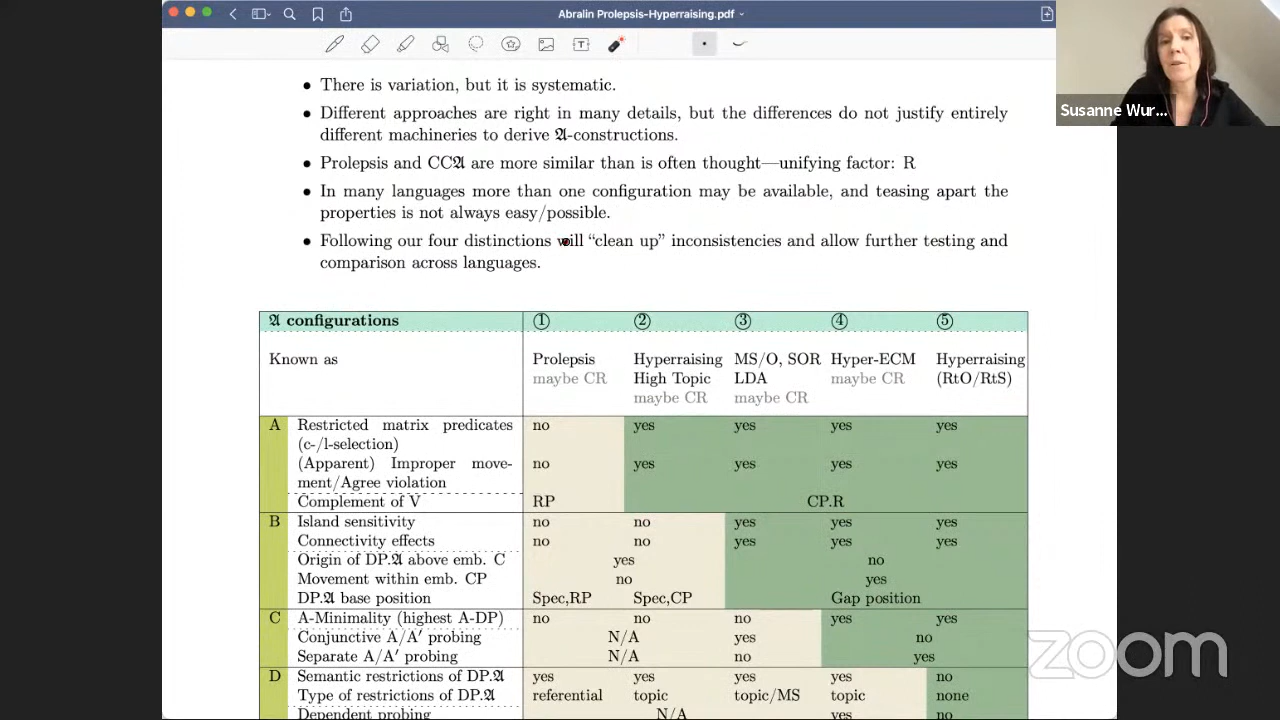 Abralin Prolepsis-Hyperraising.pdf
Susanne Wur...
• There is variation, but it is systematic.
• Different approaches are right in many details, but the differences do not justify entirely
different machineries to derive 𝔄-constructions.
• Prolepsis and CC𝔄 are more similar than is often thought—unifying factor: R
• In many languages more than one configuration may be available, and teasing apart the
properties is not always easy/possible.
• Following our four distinctions will “clean up” inconsistencies and allow further testing and
comparison across languages.
𝔄 configurations ① ② ③ ④ ⑤
Known as Prolepsis Hyperraising MS/O, SOR Hyper-ECM Hyperraising
maybe CR High Topic LDA maybe CR (RtO/RtS)
maybe CR maybe CR
A Restricted matrix predicates no yes yes yes yes
(c-/l-selection)
(Apparent) Improper move- no yes yes yes yes
ment/Agree violation
Complement of V RP CP.R
B Island sensitivity no no yes yes yes
Connectivity effects no no yes yes yes
Origin of DP.𝔄 above emb. C yes no
Movement within emb. CP no yes
DP.𝔄 base position Spec,RP Spec,CP Gap position
C A-Minimality (highest A-DP) no no no yes yes
Conjunctive A/A′ probing N/A yes no
Separate A/A′ probing N/A no yes
D Semantic restrictions of DP.𝔄 yes yes yes yes no
Type of restrictions of DP.𝔄 referential topic topic/MS topic none
Dependent probing N/A yes no
zoom